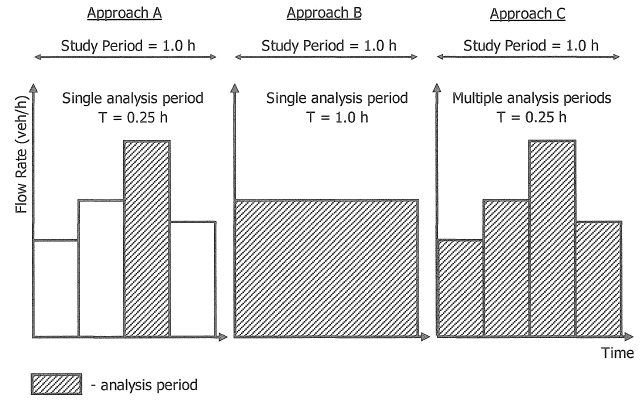 Approach A
Approach B
Approach C
Study Period = 1.0 h
Study Period = 1.0 h
Study Period = 1.0 h
Single analysis period
T = 0.25 h
Single analysis period
T = 1.0 h
Multiple analysis periods
T = 0.25 h
Flow Rate (veh/h)
Time
- analysis period